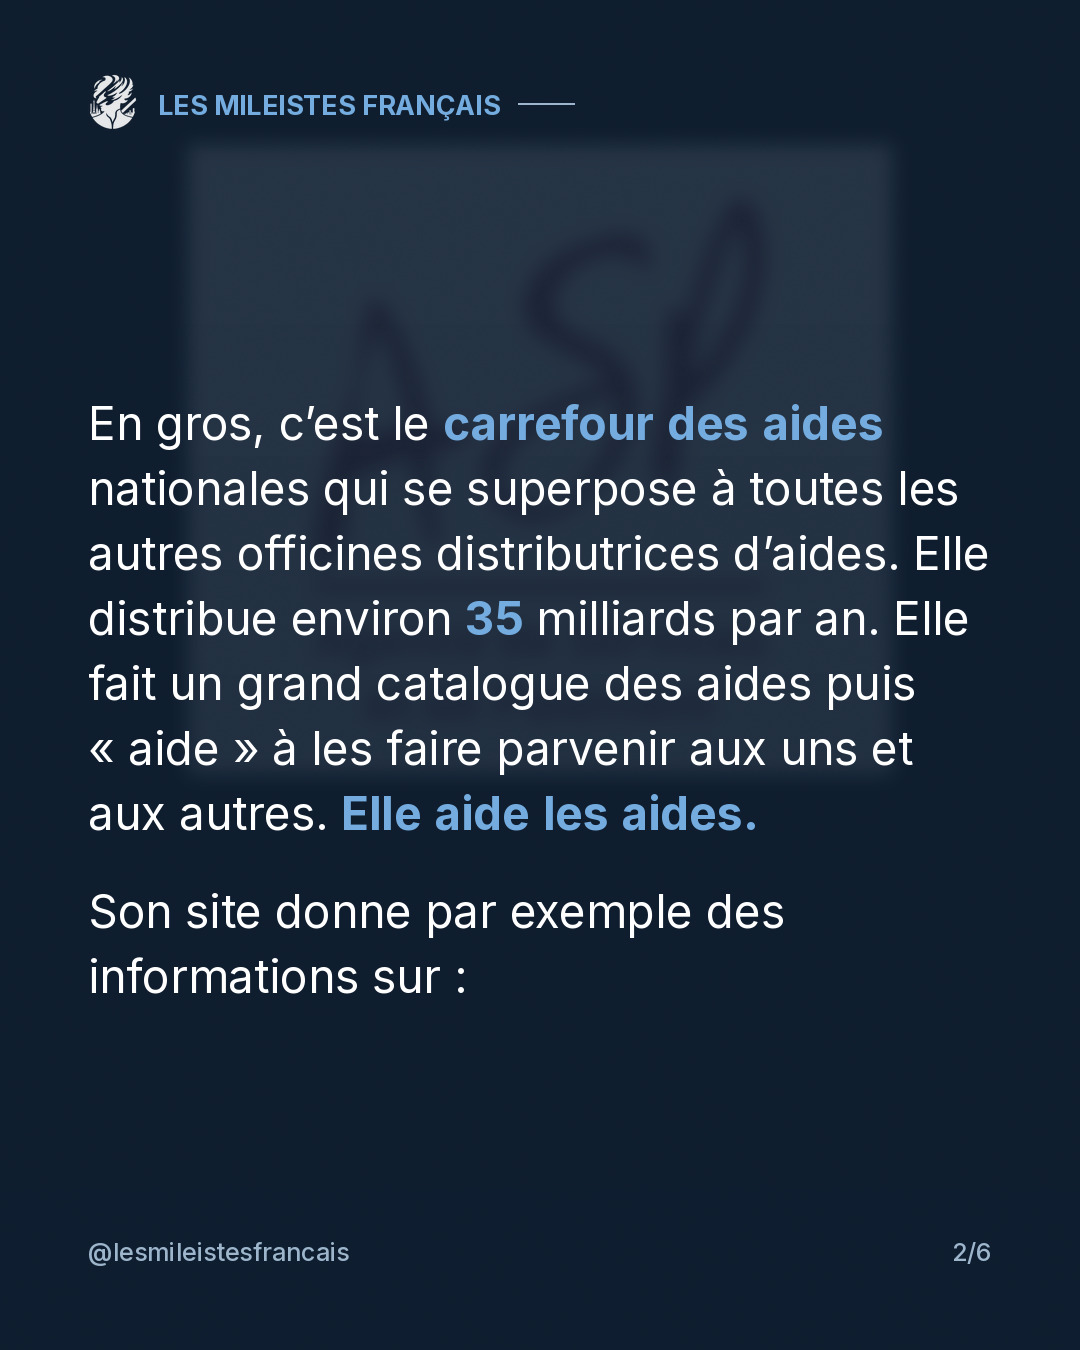 LES MILEISTES FRANÇAIS
ASP
En gros, c’est le carrefour des aides
nationales qui se superpose à toutes les
autres officines distributrices d’aides. Elle
distribue environ 35 milliards par an. Elle
fait un grand catalogue des aides puis
« aide » à les faire parvenir aux uns et
aux autres. Elle aide les aides.
Son site donne par exemple des
informations sur :
@lesmileistesfrancais
2/6